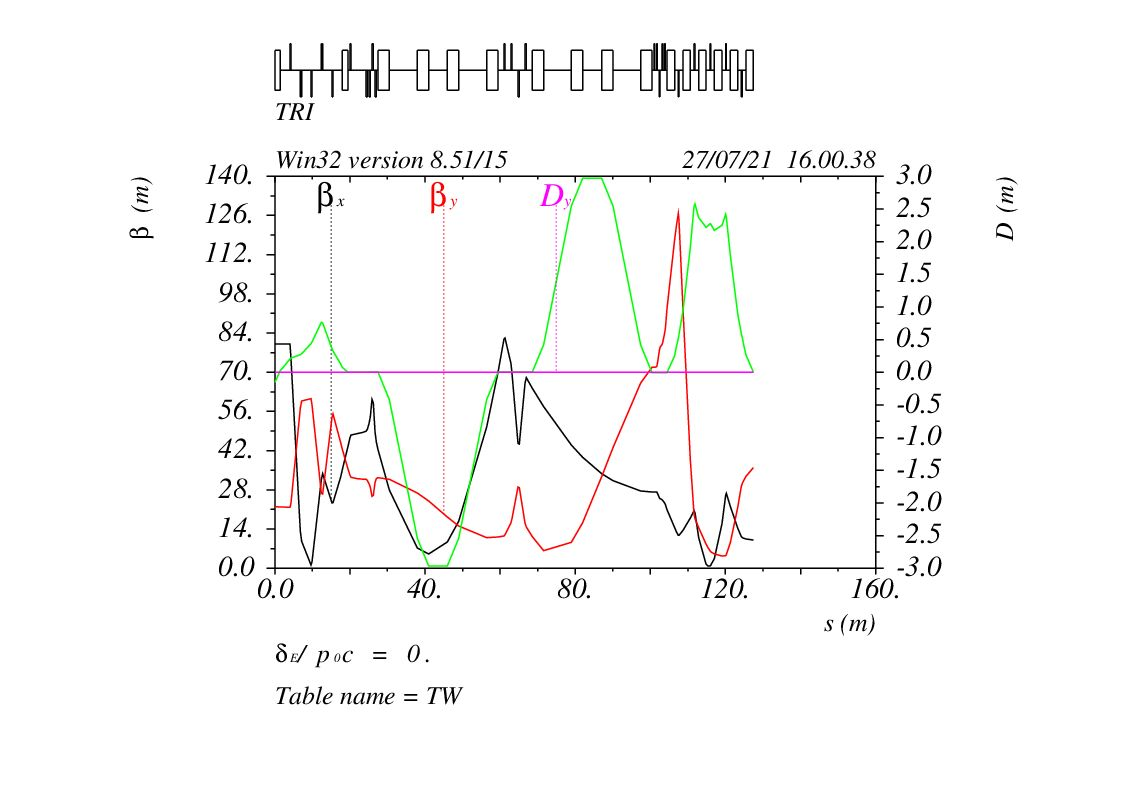 TRI
Win32 version 8.51/15 27/07/21 16.00.38
β (m)
D (m)
βx
βy
Dy
140.
126.
112.
98.
84.
70.
56.
42.
28.
14.
0.0
3.0
2.5
2.0
1.5
1.0
0.5
0.0
-0.5
-1.0
-1.5
-2.0
-2.5
-3.0
0.0 40. 80. 120. 160.
s (m)
δE/ p0c = 0.
Table name = TW